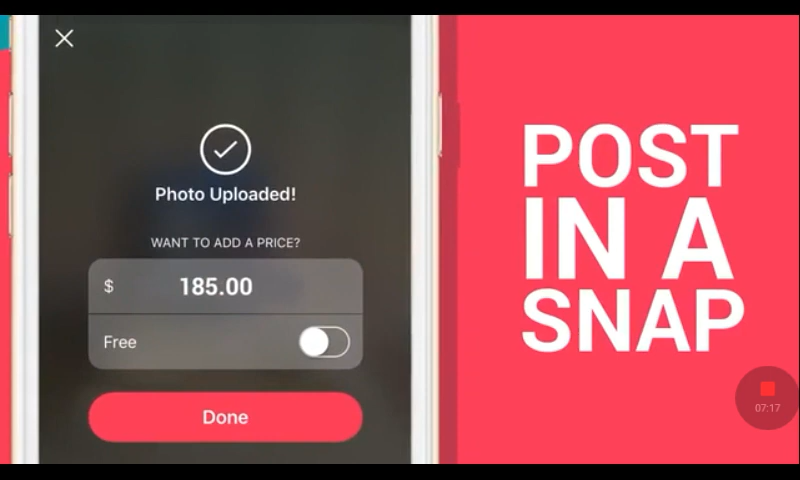 Photo Uploaded!
WANT TO ADD A PRICE?
$ 185.00
Free
Done
POST
IN A
SNAP
07:17